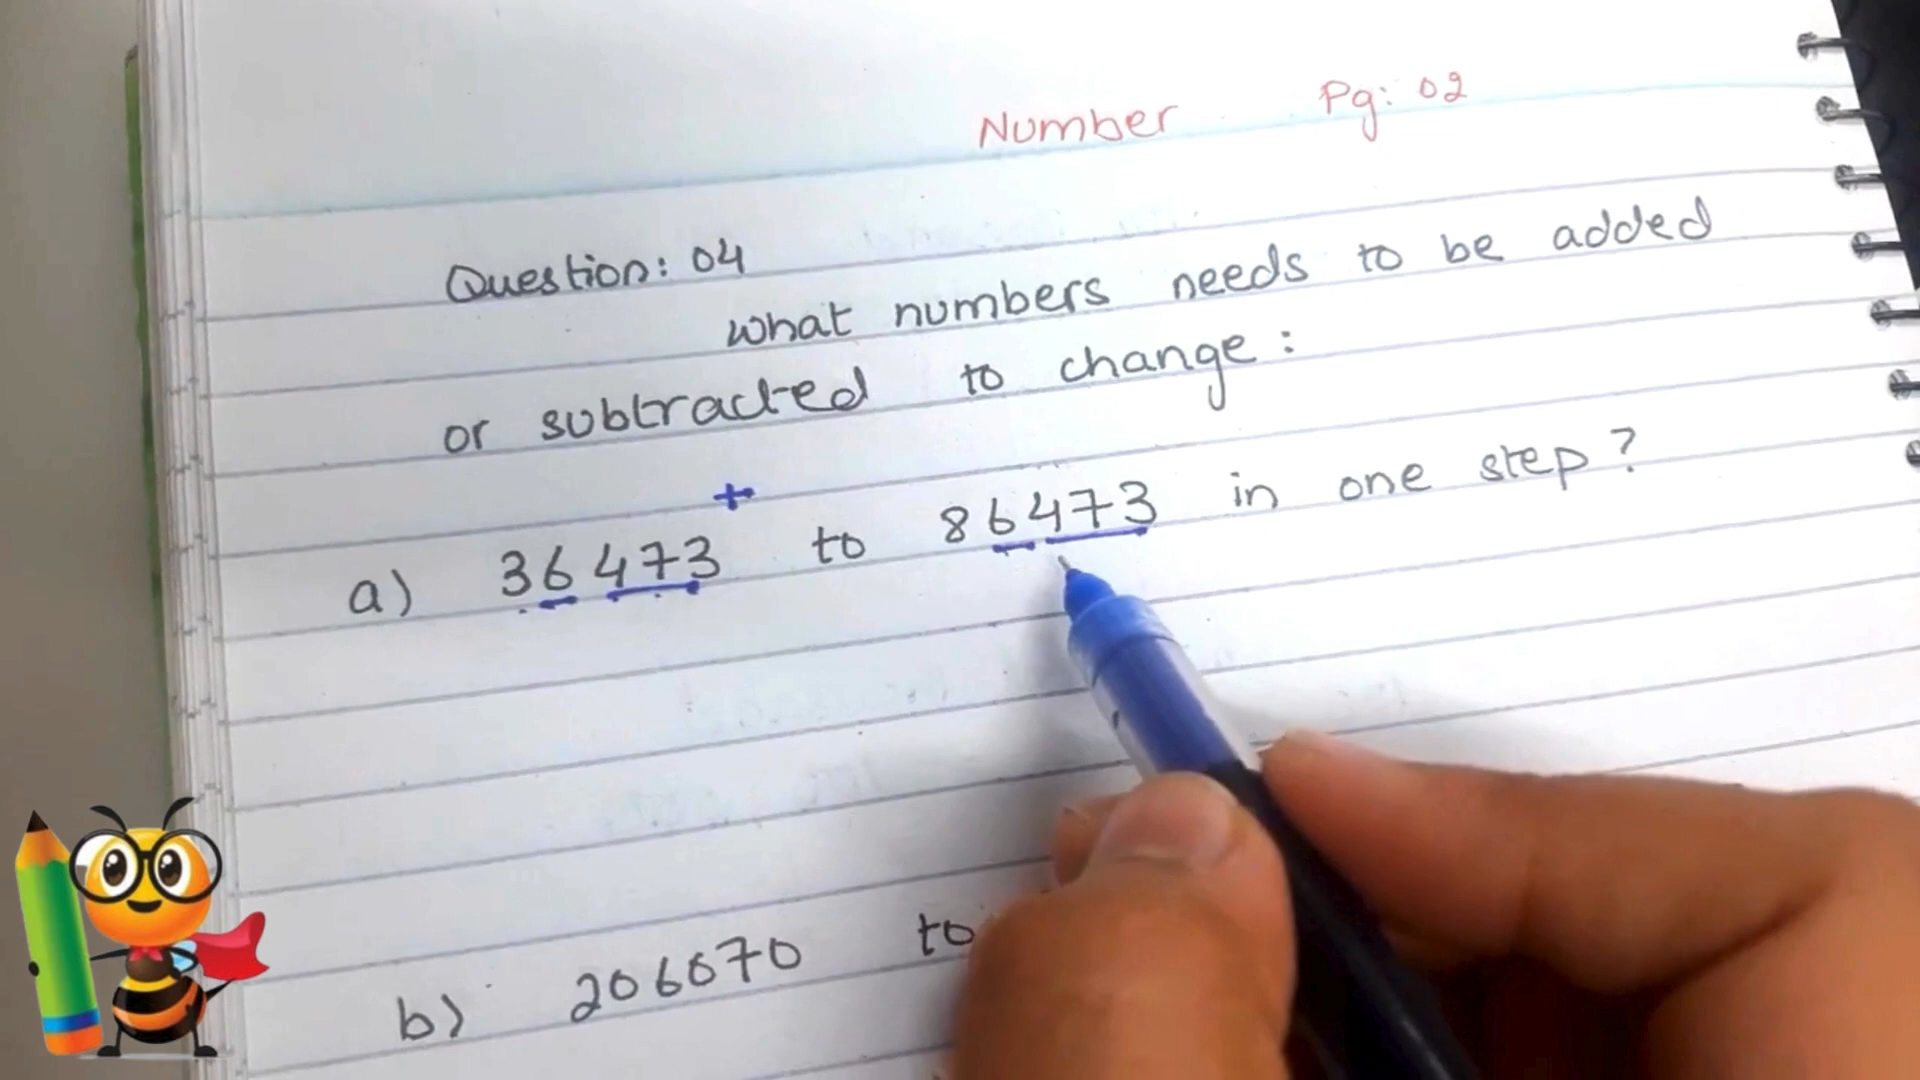 Number Pg: 02
Question: 04
what numbers needs to be added
or subtracted to change:
+
a) 36473 to 86473 in one step?
b) 206070 to